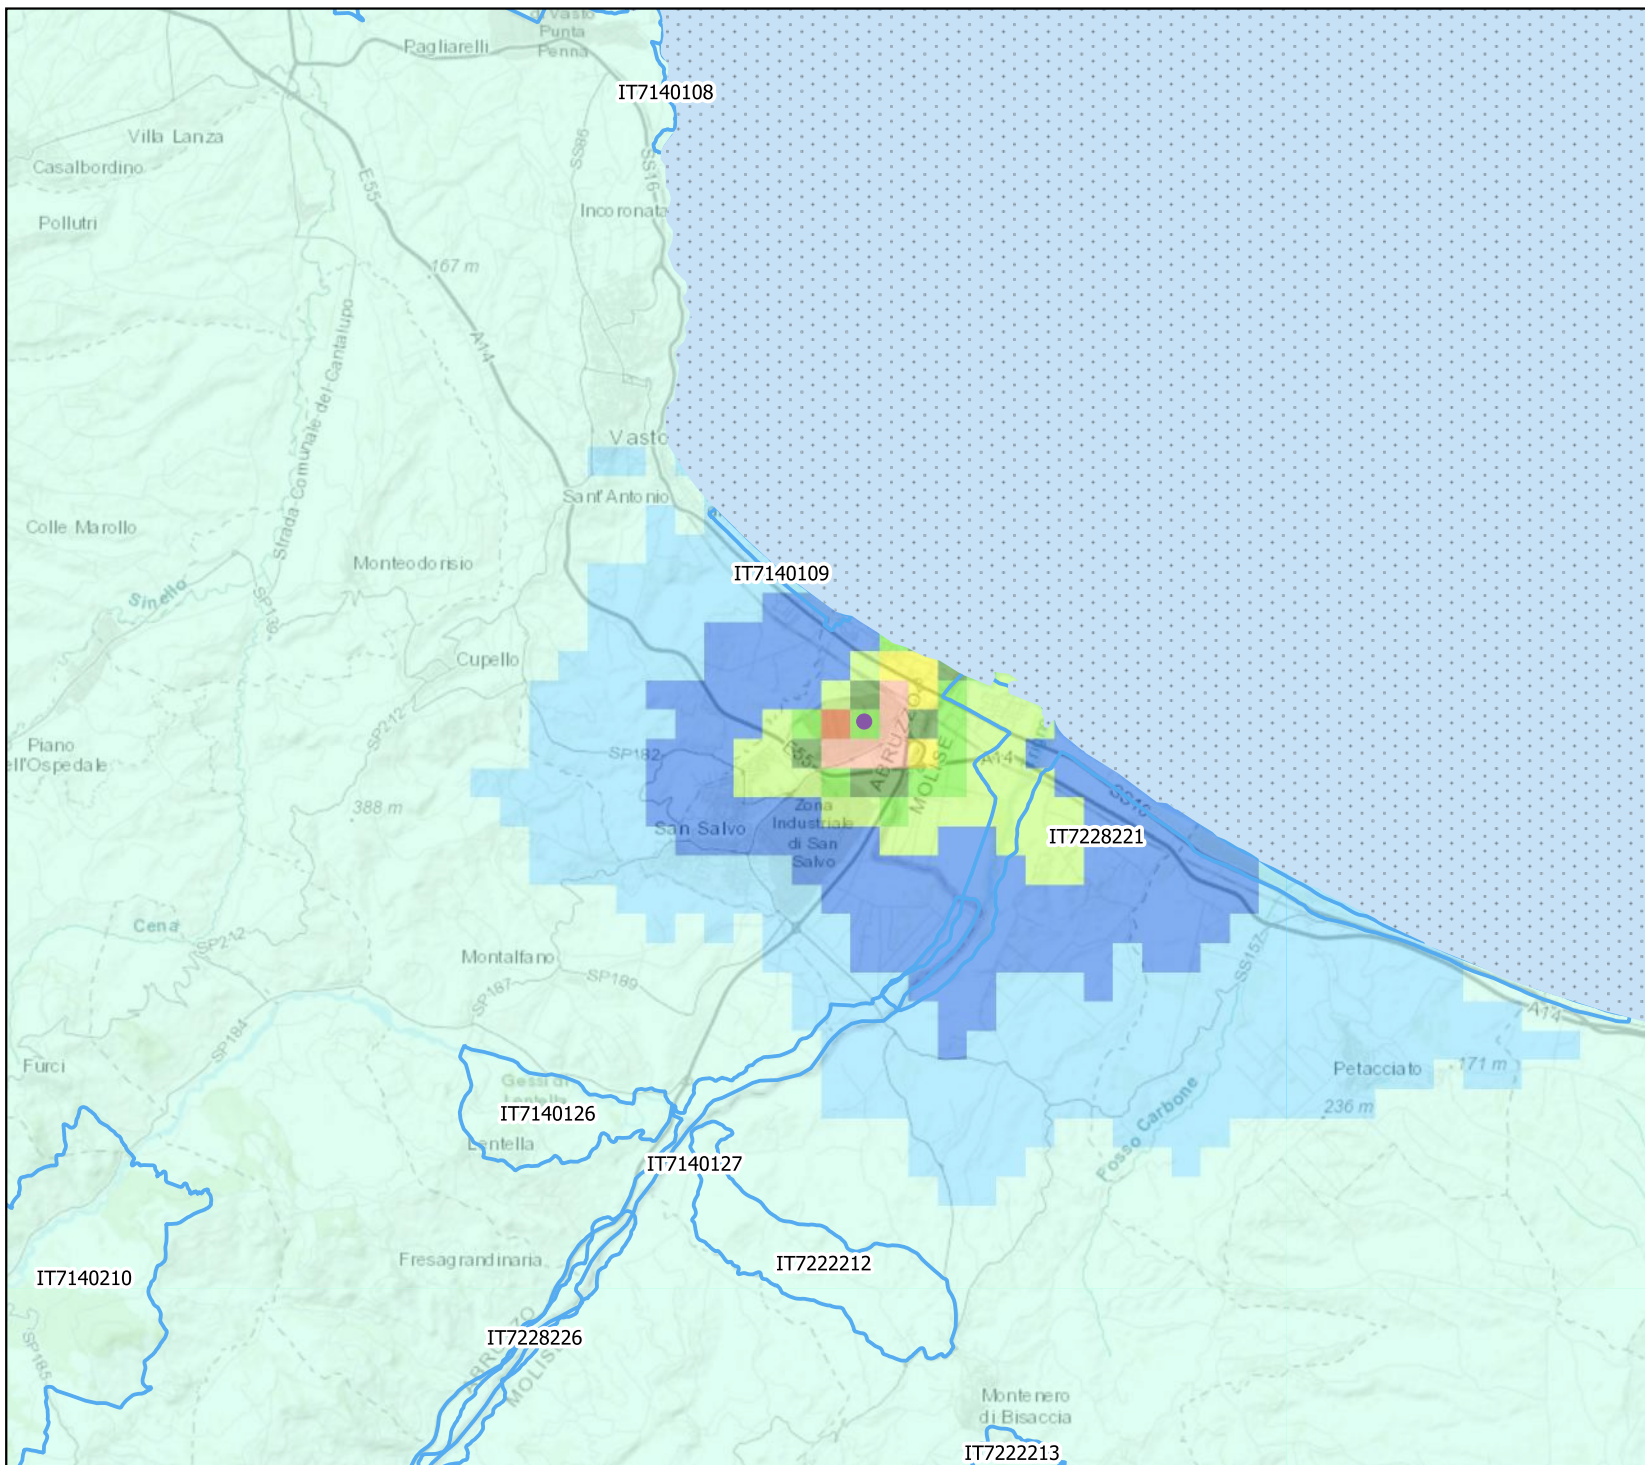 di Vasto
Punta
Penna
Pagliarelli
IT7140108
Villa Lanza
SS86
Casalbordino
E55
SS16
Pollutri
Incoronata
167 m
A14
Strada Comunale del Cantalupo
Vasto
Sant'Antonio
Colle Marollo
Monteodorisio
IT7140109
Sinello
SP139
Cupello
SP212
ABRUZZO
MOLISE
Piano
ell'Ospedale
SP182
E55
A14
388 m
SS16
Zona
Industriale
di San
Salvo
San Salvo
IT7228221
Cena
SP212
Montalfano
SP187
SP189
SS157
A14
SP184
Furci
Petacciato
171 m
Gessi di
Lentella
IT7140126
236 m
Lentella
Fosso Carbone
IT7140127
Fresagrandinaria
IT7222212
IT7140210
SP185
IT7228226
ABRUZZO
MOLISE
Montenero
di Bisaccia
IT7222213